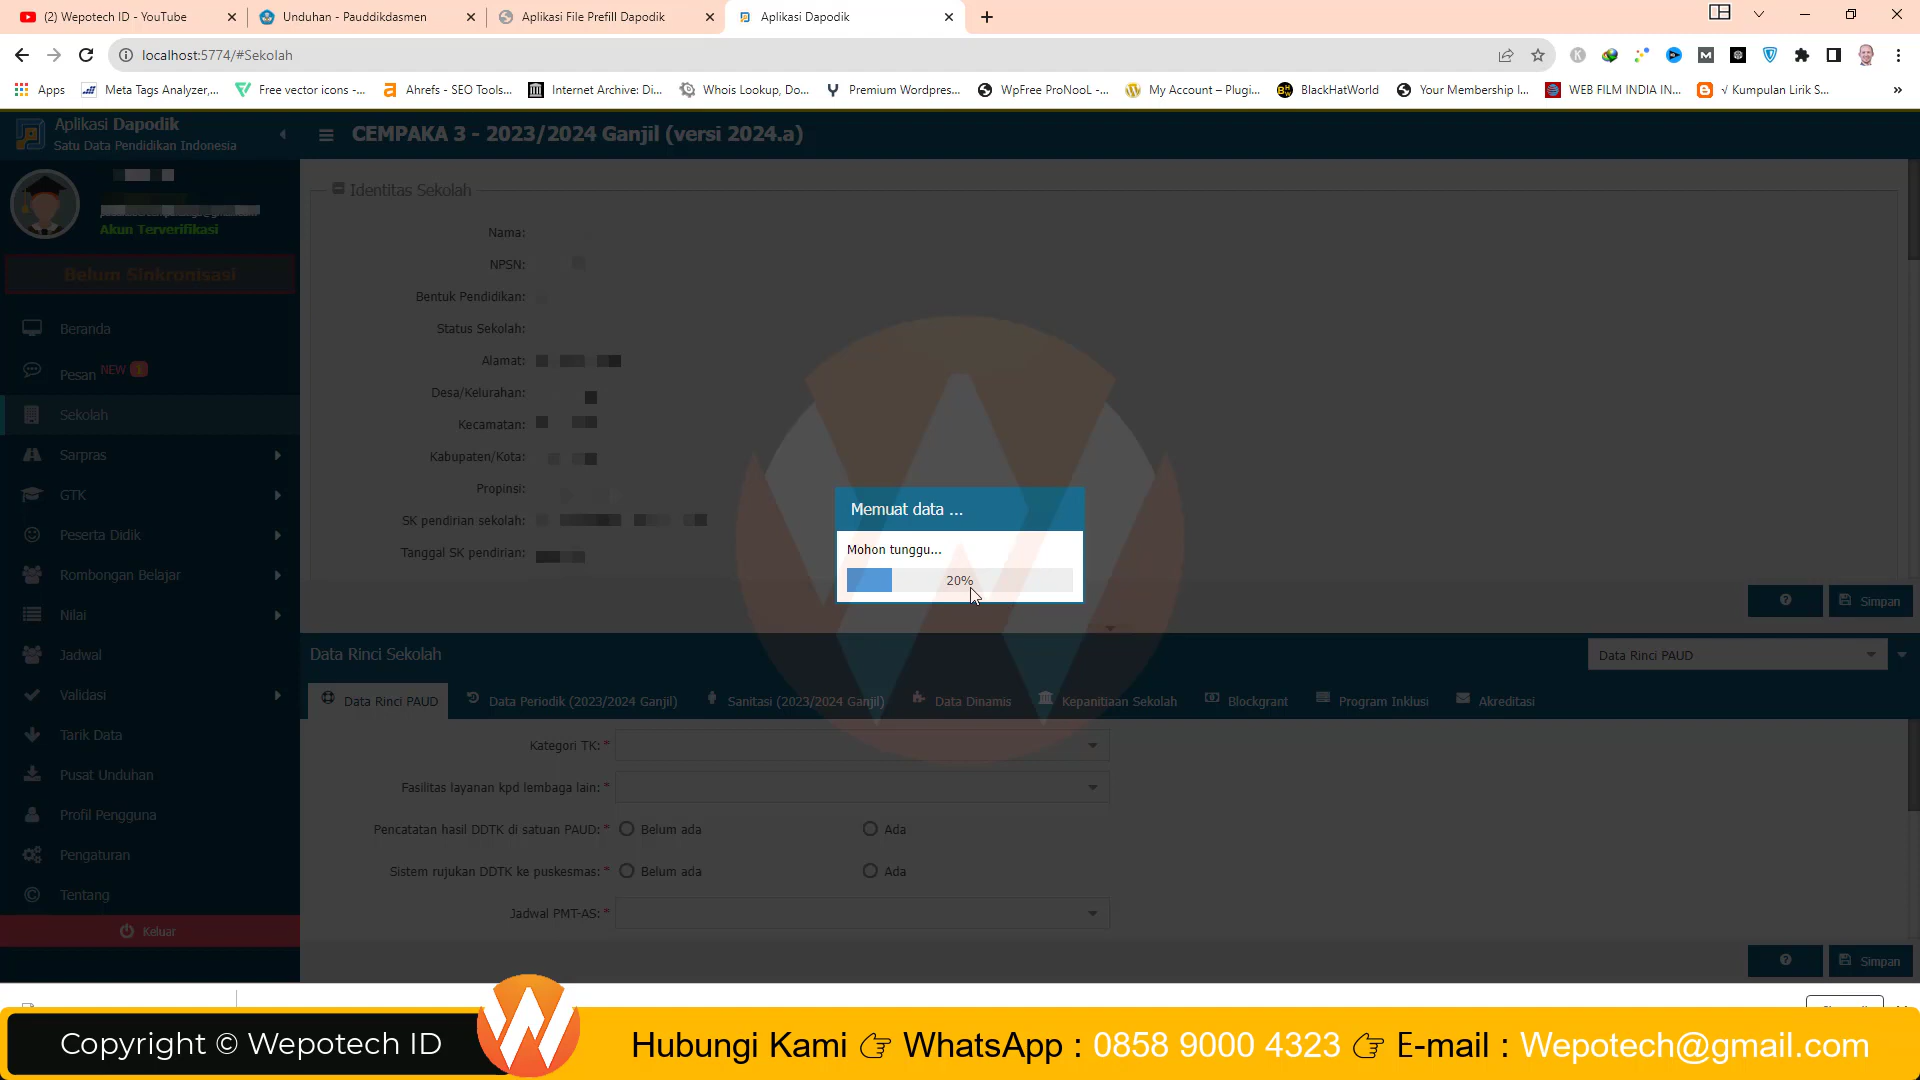 (2) Wepotech ID - YouTube
Unduhan - Pauddikdasmen
Aplikasi File Prefill Dapodik
Aplikasi Dapodik
localhost:5774/#Sekolah
Apps
Meta Tags Analyzer,...
Free vector icons -...
Ahrefs - SEO Tools...
Internet Archive: Di...
Whois Lookup, Do...
Premium Wordpres...
WpFree ProNooL -...
My Account – Plugi...
BlackHatWorld
Your Membership I...
WEB FILM INDIA IN...
√ Kumpulan Lirik S...
»
Aplikasi Dapodik
Satu Data Pendidikan Indonesia
CEMPAKA 3 - 2023/2024 Ganjil (versi 2024.a)
Akun Terverifikasi
Belum Sinkronisasi
Beranda
Pesan NEW 1
Sekolah
Sarpras
GTK
Peserta Didik
Rombongan Belajar
Nilai
Jadwal
Validasi
Tarik Data
Pusat Unduhan
Profil Pengguna
Pengaturan
Tentang
Keluar
Identitas Sekolah
Nama:
NPSN:
Bentuk Pendidikan:
Status Sekolah:
Alamat:
Desa/Kelurahan:
Kecamatan:
Kabupaten/Kota:
Propinsi:
SK pendirian sekolah:
Tanggal SK pendirian:
Memuat data ...
Mohon tunggu...
20%
Simpan
Data Rinci Sekolah
Data Rinci PAUD
Data Rinci PAUD
Data Periodik (2023/2024 Ganjil)
Sanitasi (2023/2024 Ganjil)
Data Dinamis
Kepanitiaan Sekolah
Blockgrant
Program Inklusi
Akreditasi
Kategori TK: *
Fasilitas layanan kpd lembaga lain: *
Pencatatan hasil DDTK di satuan PAUD: * Belum ada Ada
Sistem rujukan DDTK ke puskesmas: * Belum ada Ada
Jadwal PMT-AS: *
Simpan
Copyright © Wepotech ID
Hubungi Kami 👉 WhatsApp : 0858 9000 4323 👉 E-mail : Wepotech@gmail.com